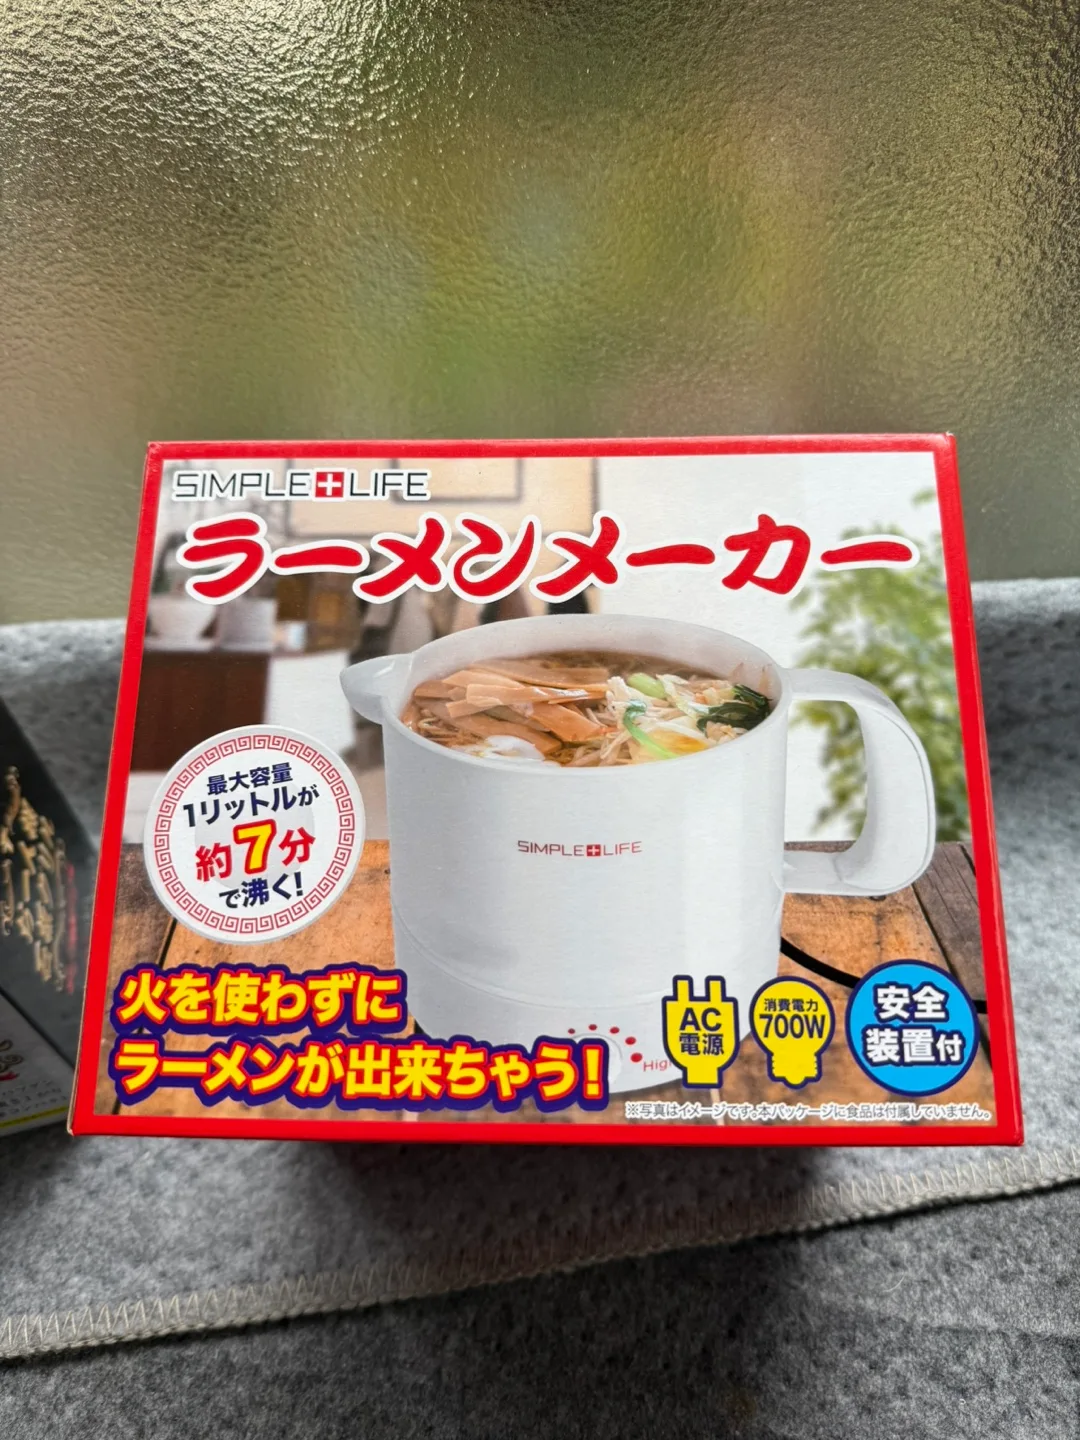 SIMPLE LIFE
ラーメンメーカー
最大容量
1リットルが
約7分
で沸く!
SIMPLE LIFE
火を使わずに
ラーメンが出来ちゃう!
High
AC
電源
消費電力
700W
安全
装置付
※写真はイメージです。本パッケージに食品は付属していません。